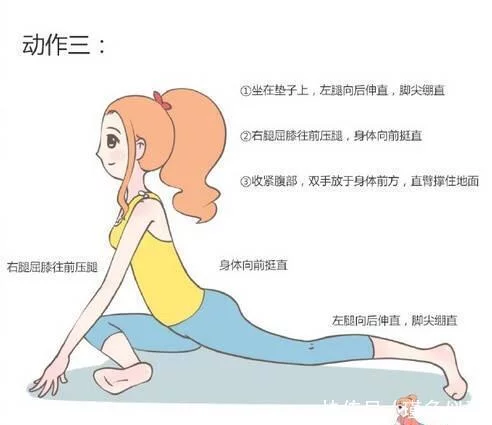 动作三：
①坐在垫子上，左腿向后伸直，脚尖绷直
②右腿屈膝往前压腿，身体向前挺直
③收紧腹部，双手放于身体前方，直臂撑住地面
右腿屈膝往前压腿
身体向前挺直
左腿向后伸直，脚尖绷直